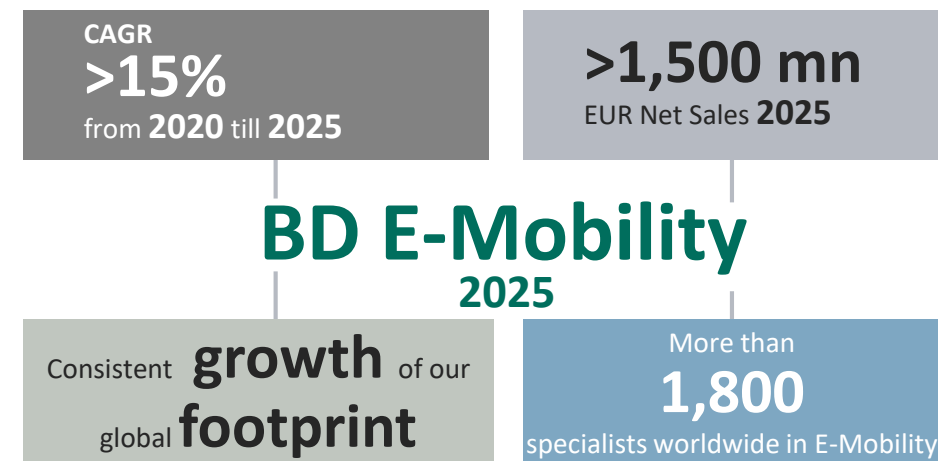 CAGR
>15%
from 2020 till 2025
>1,500 mn
EUR Net Sales 2025
BD E-Mobility
2025
Consistent growth of our
global footprint
More than
1,800
specialists worldwide in E-Mobility